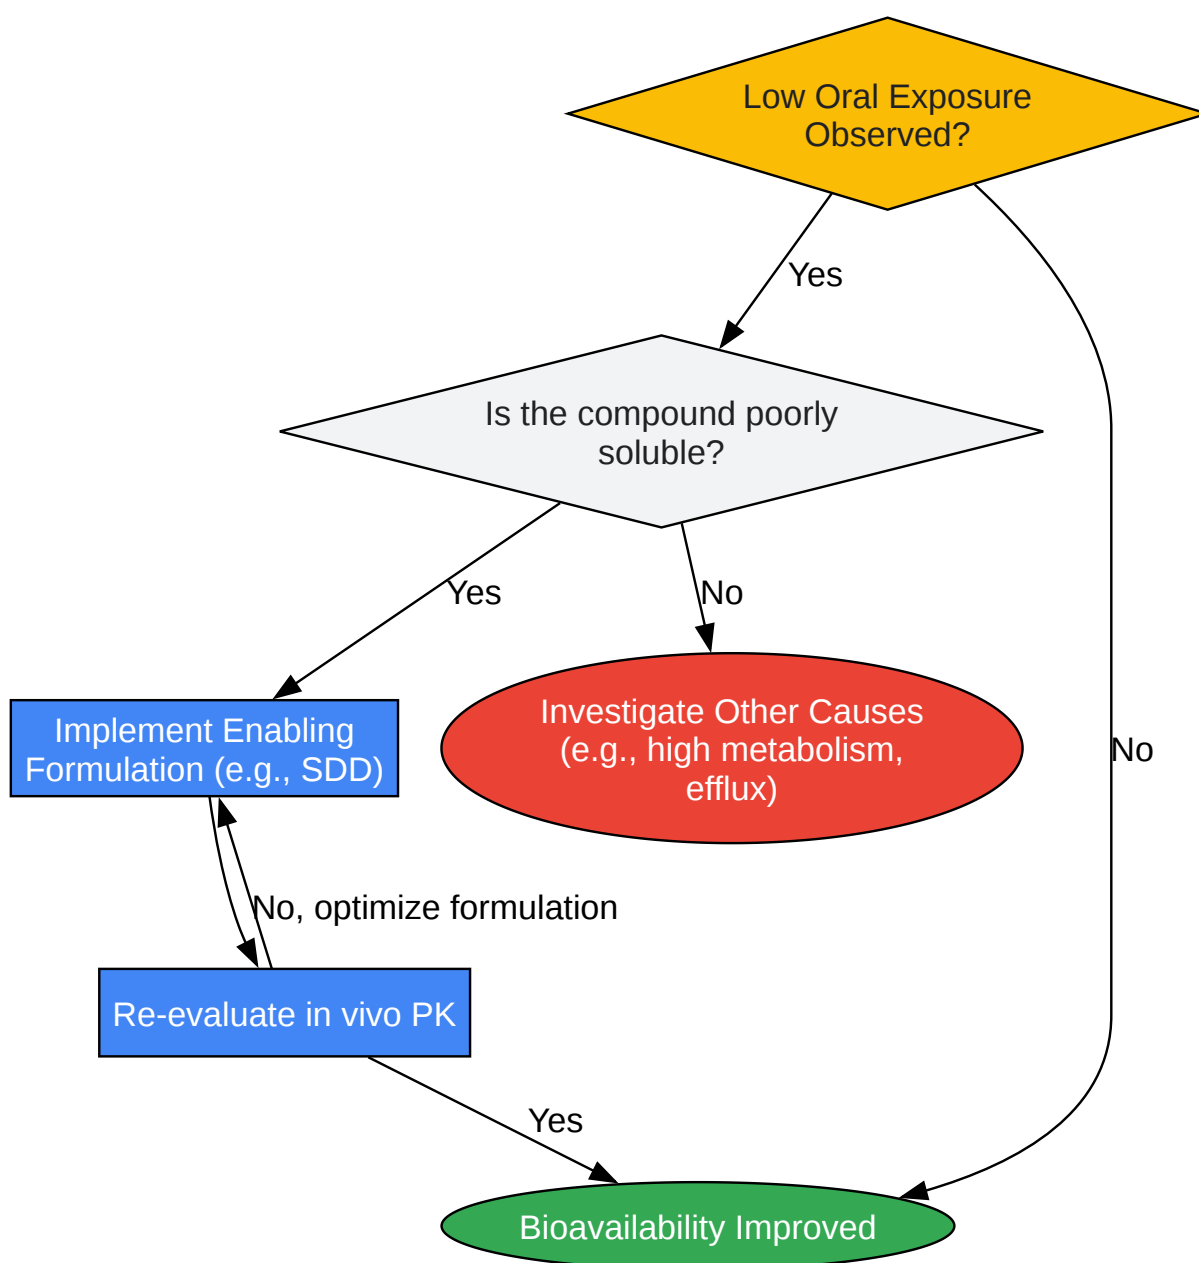 Low Oral Exposure
Observed?
Yes
Is the compound poorly
soluble?
Yes
No
Investigate Other Causes
(e.g., high metabolism,
efflux)
Implement Enabling
Formulation (e.g., SDD)
No
No, optimize formulation
Re-evaluate in vivo PK
Yes
Bioavailability Improved